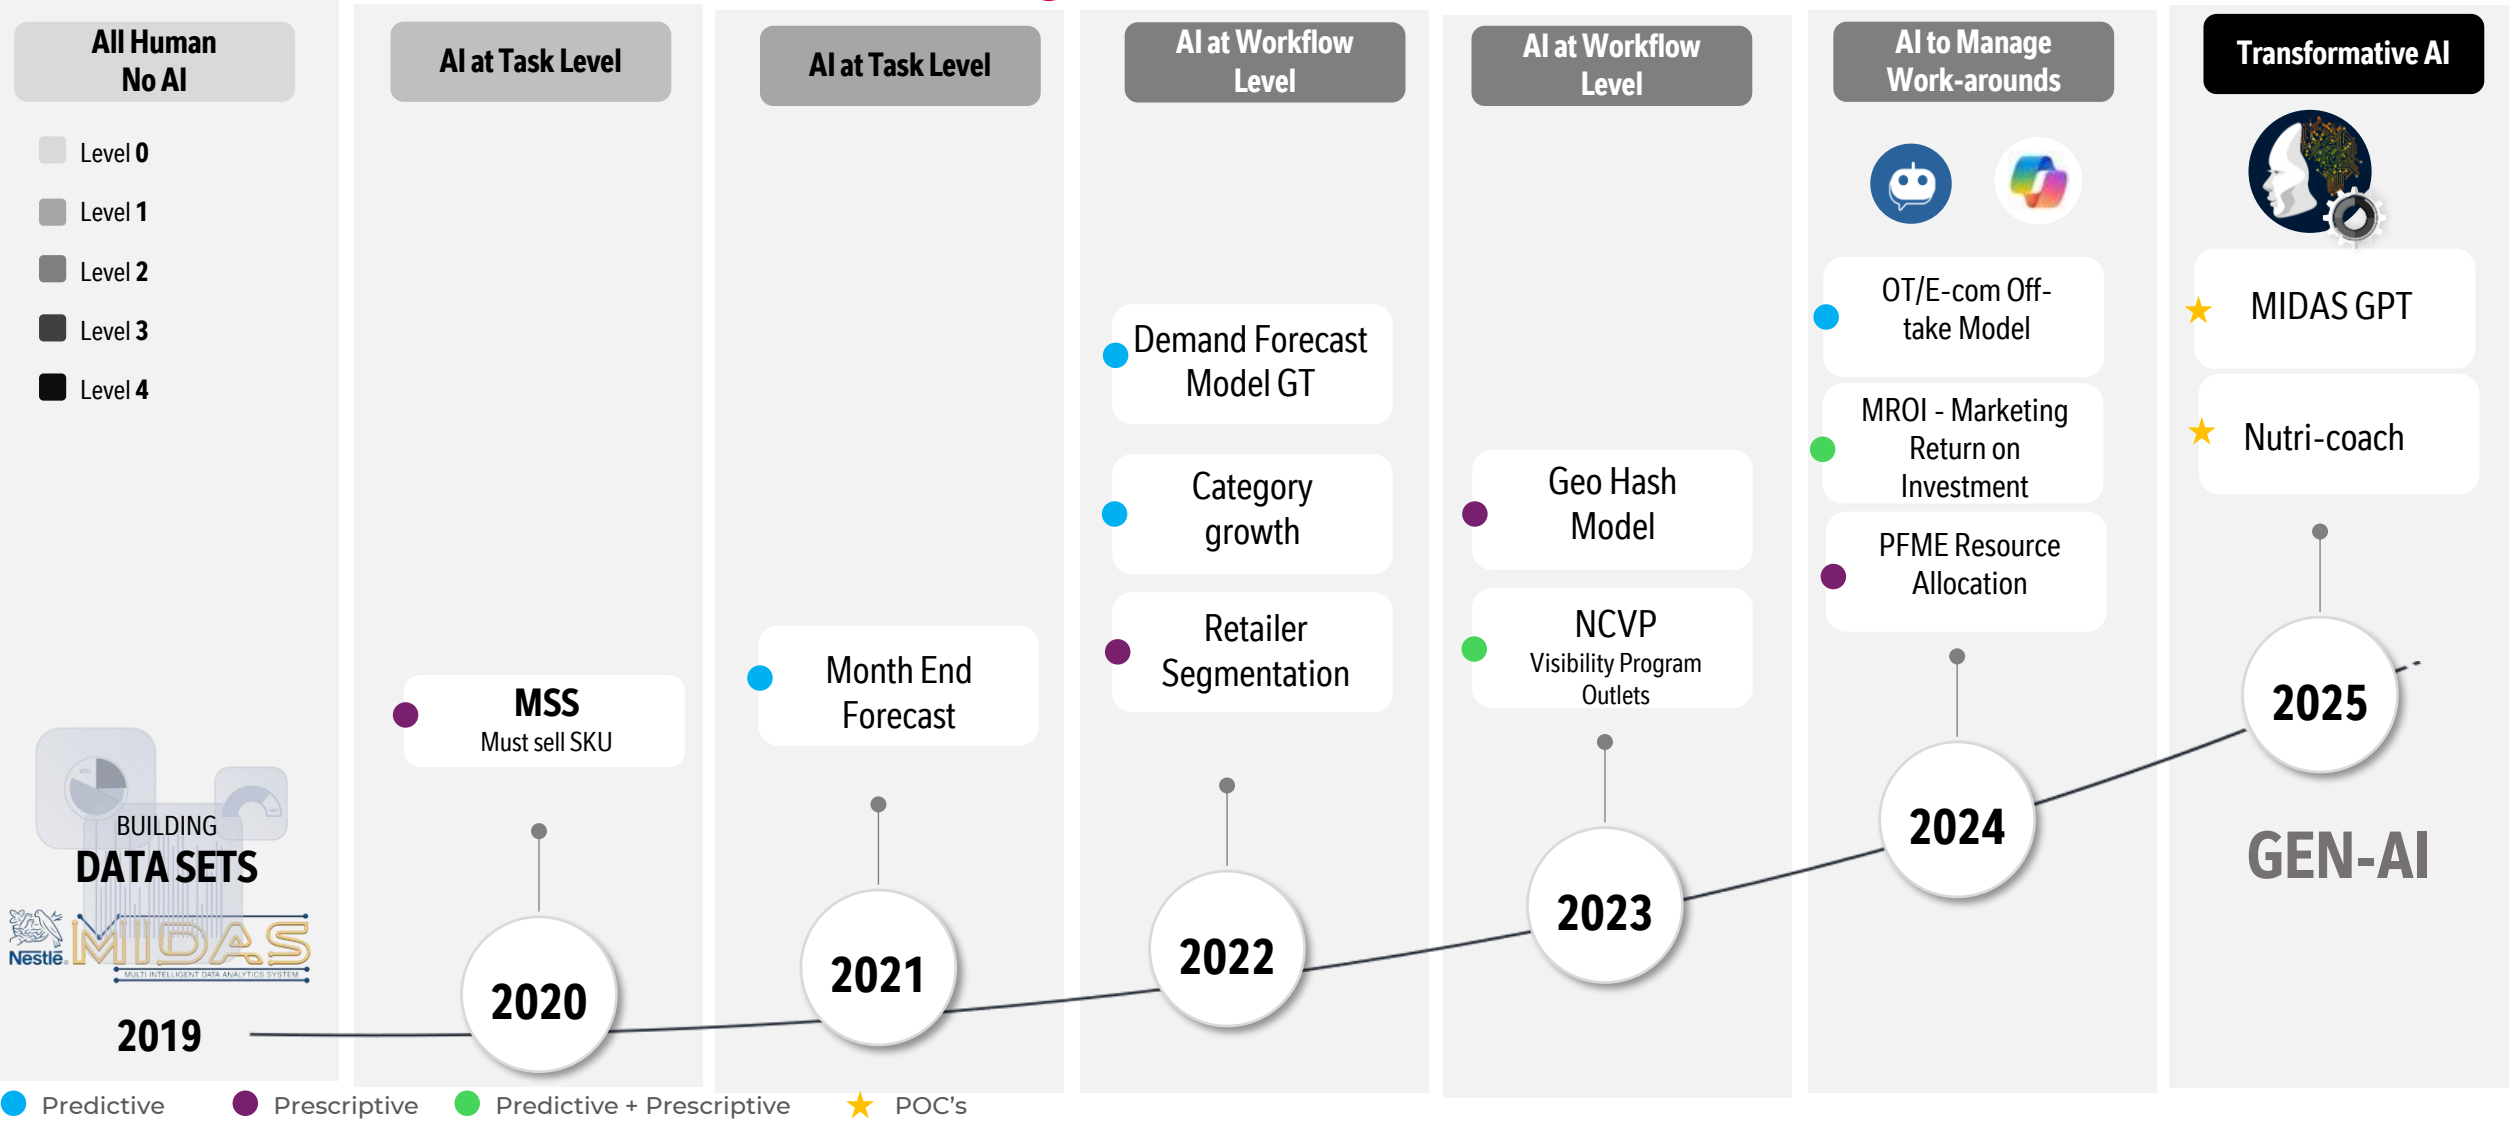 All Human
No AI
Level 0
Level 1
Level 2
Level 3
Level 4
BUILDING
DATA SETS
Nestlé
MIDAS
MULTI INTELLIGENT DATA ANALYTICS SYSTEM
2019
AI at Task Level
MSS
Must sell SKU
2020
AI at Task Level
Month End
Forecast
2021
AI at Workflow
Level
Demand Forecast
Model GT
Category
growth
Retailer
Segmentation
2022
AI at Workflow
Level
Geo Hash
Model
NCVP
Visibility Program
Outlets
2023
AI to Manage
Work-arounds
OT/E-com Off-
take Model
MROI - Marketing
Return on
Investment
PFME Resource
Allocation
2024
Transformative AI
MIDAS GPT
Nutri-coach
2025
GEN-AI
Predictive
Prescriptive
Predictive + Prescriptive
POC's